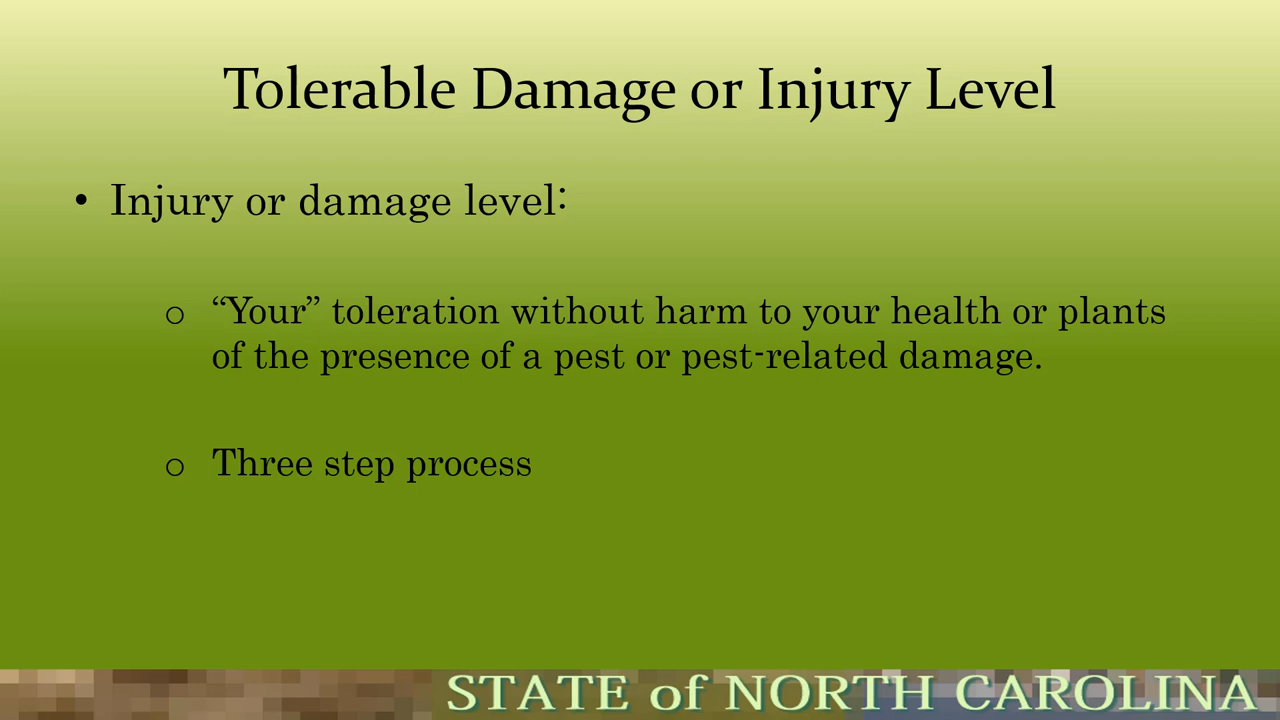 Tolerable Damage or Injury Level
• Injury or damage level:
o “Your” toleration without harm to your health or plants
of the presence of a pest or pest-related damage.
o Three step process
STATE of NORTH CAROLINA